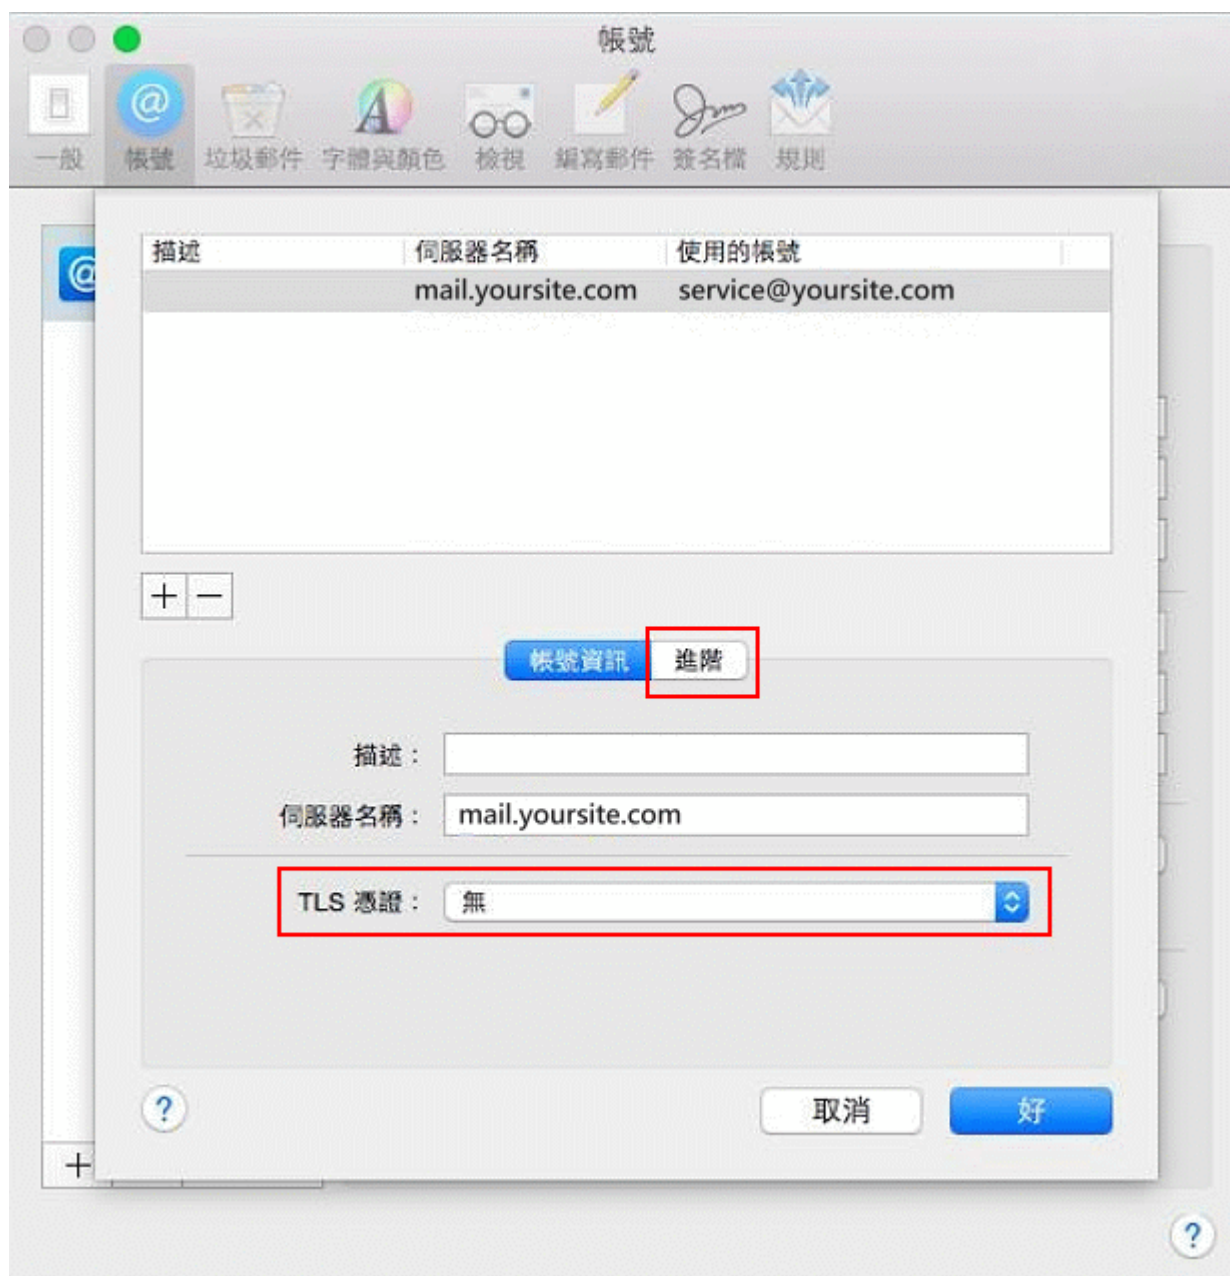 帳號
一般 帳號 垃圾郵件 字體與顏色 檢視 編寫郵件 簽名檔 規則
描述 伺服器名稱 使用的帳號
mail.yoursite.com service@yoursite.com
帳號資訊 進階
描述：
伺服器名稱： mail.yoursite.com
TLS 憑證： 無
? 取消 好
?